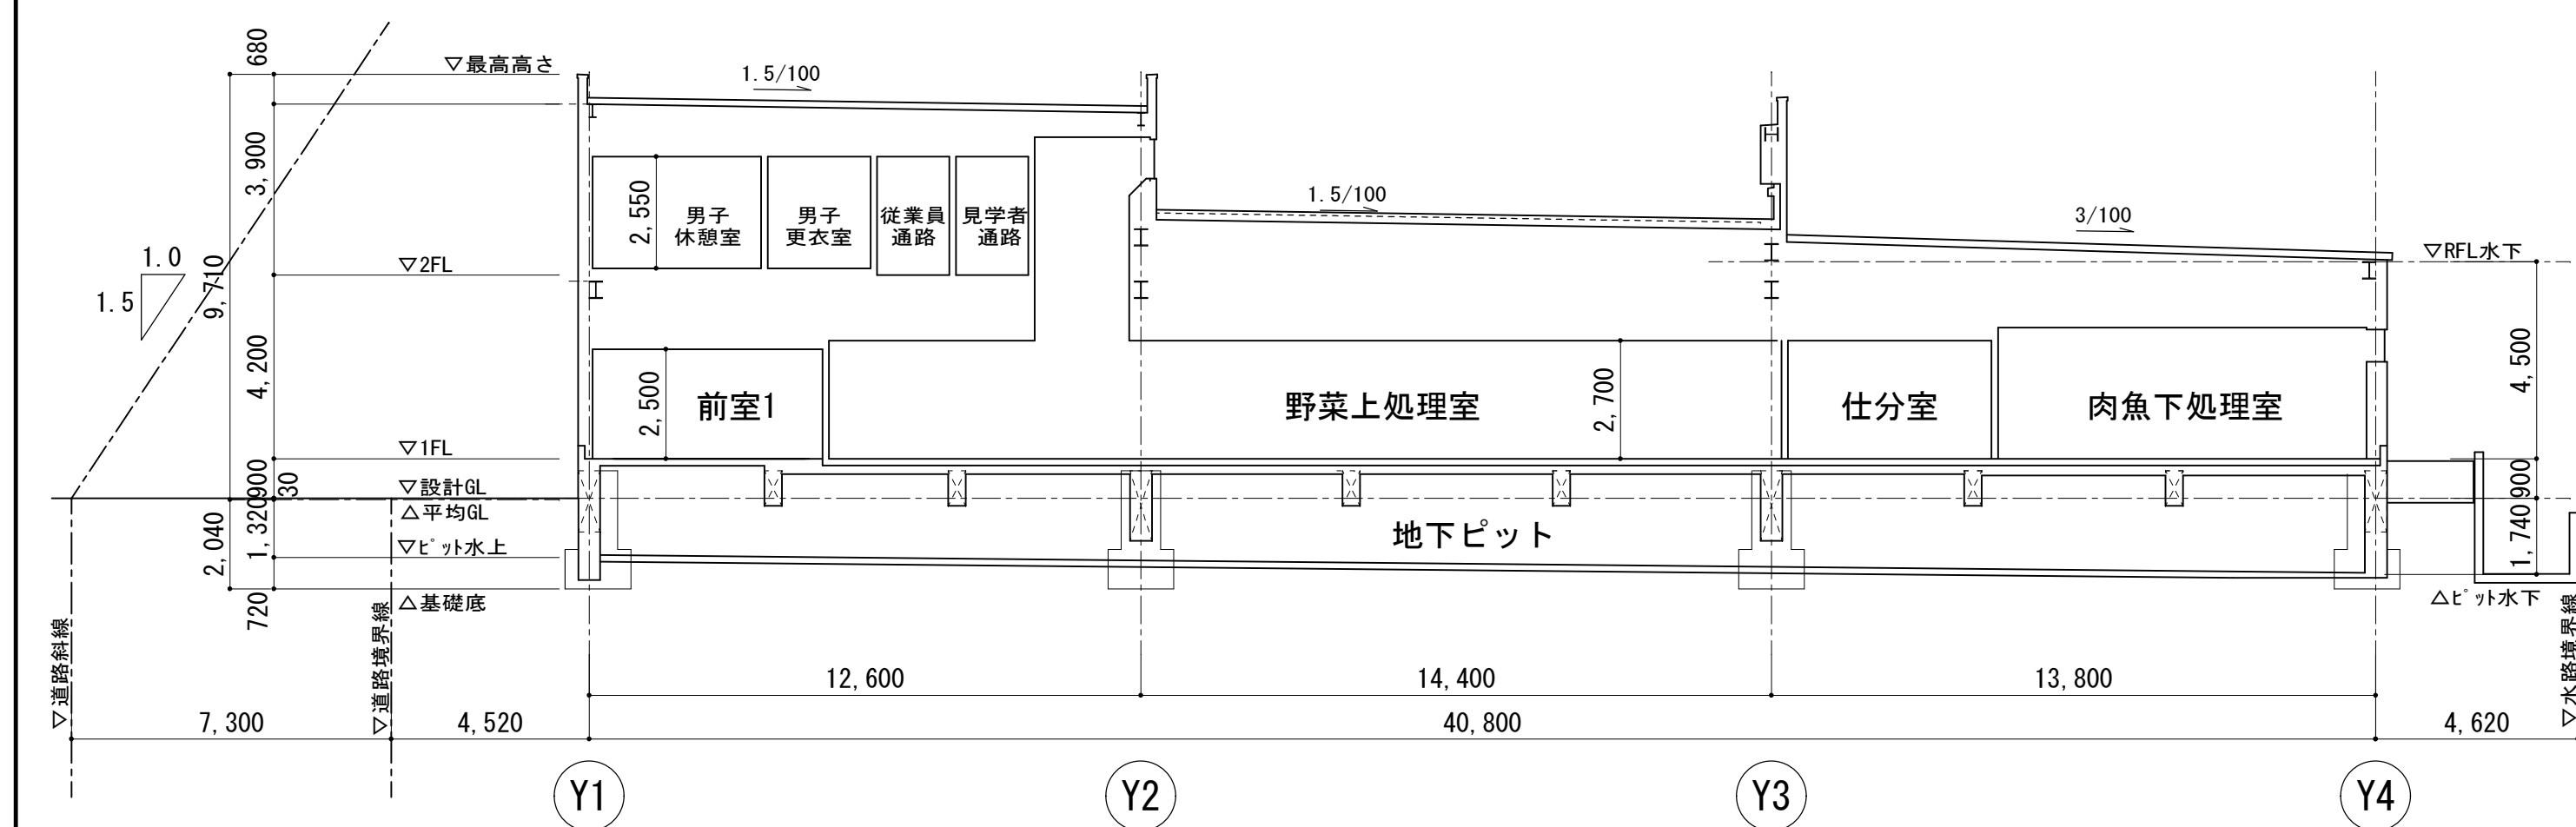 680
▽最高高さ
1.5/100
3,900
2,550
男子
休憩室
男子
更衣室
従業員
通路
見学者
通路
1.5/100
3/100
▽RFL水下
1.0
1.5
9,710
▽2FL
4,200
2,500
前室1
野菜上処理室
2,700
仕分室
肉魚下処理室
4,500
▽1FL
900
30
▽設計GL
△平均GL
2,040
1,320
▽ピット水上
地下ピット
900
1,740
720
△基礎底
△ピット水下
▽道路斜線
▽道路境界線
▽水路境界線
12,600
14,400
13,800
7,300
4,520
40,800
4,620
Y1
Y2
Y3
Y4